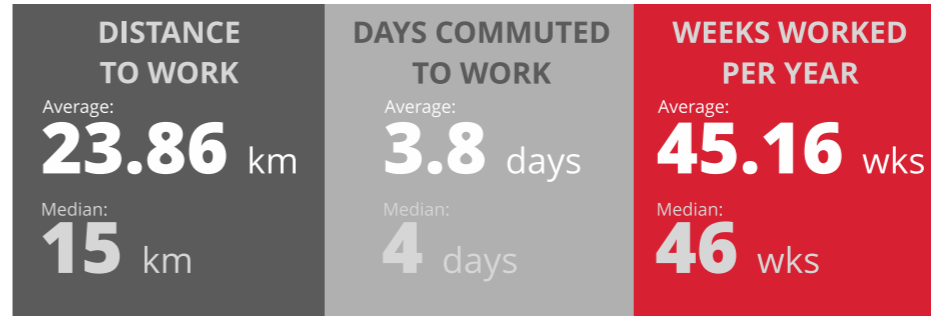 DISTANCE
TO WORK
Average:
23.86 km
Median:
15 km
DAYS COMMUTED
TO WORK
Average:
3.8 days
Median:
4 days
WEEKS WORKED
PER YEAR
Average:
45.16 wks
Median:
46 wks